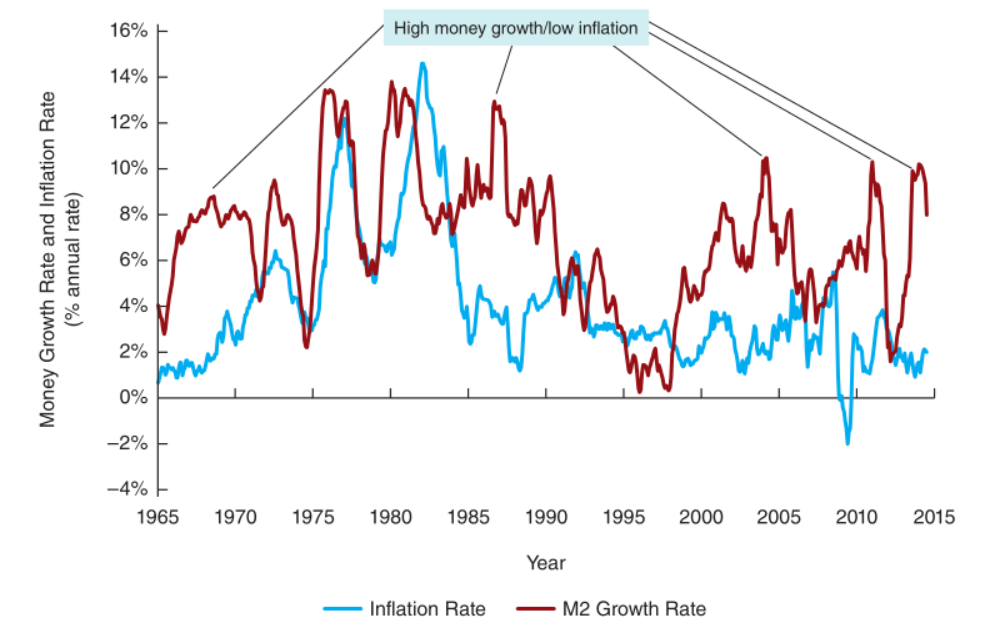 High money growth/low inflation
Money Growth Rate and Inflation Rate
(% annual rate)
16%
14%
12%
10%
8%
6%
4%
2%
0%
−2%
−4%
1965 1970 1975 1980 1985 1990 1995 2000 2005 2010 2015
Year
Inflation Rate M2 Growth Rate